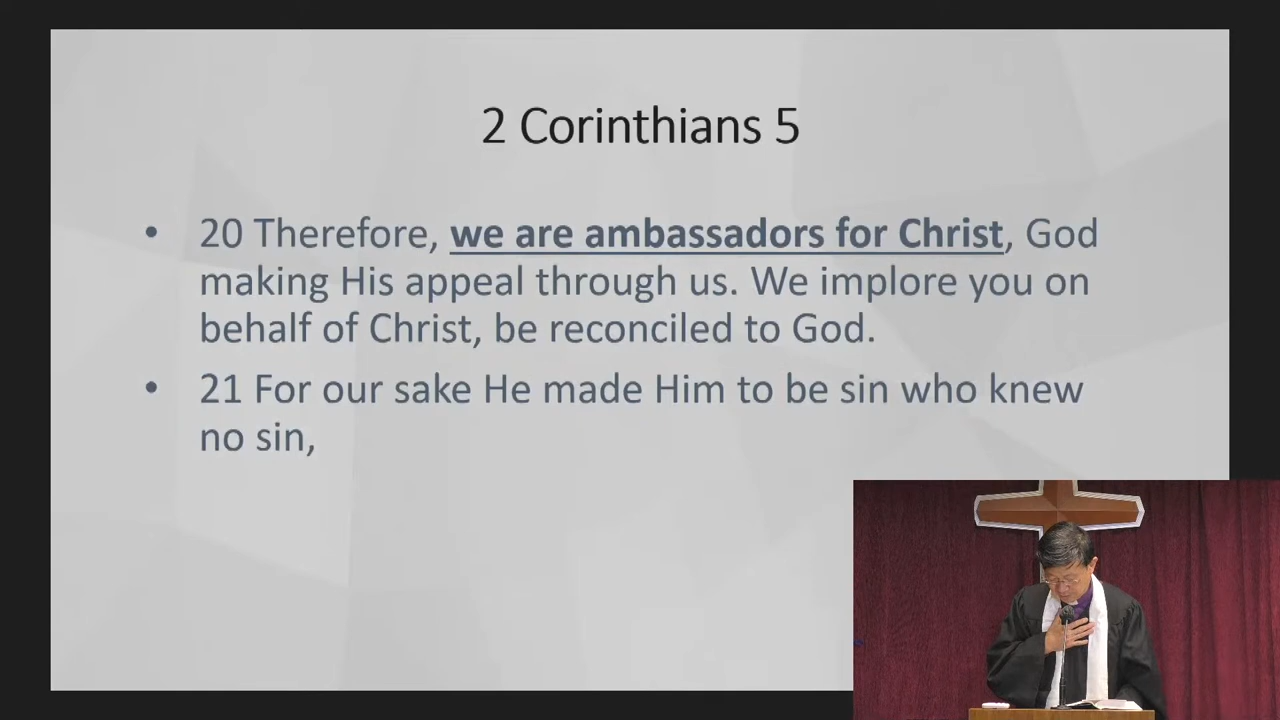 2 Corinthians 5
• 20 Therefore, we are ambassadors for Christ, God
making His appeal through us. We implore you on
behalf of Christ, be reconciled to God.
• 21 For our sake He made Him to be sin who knew
no sin,